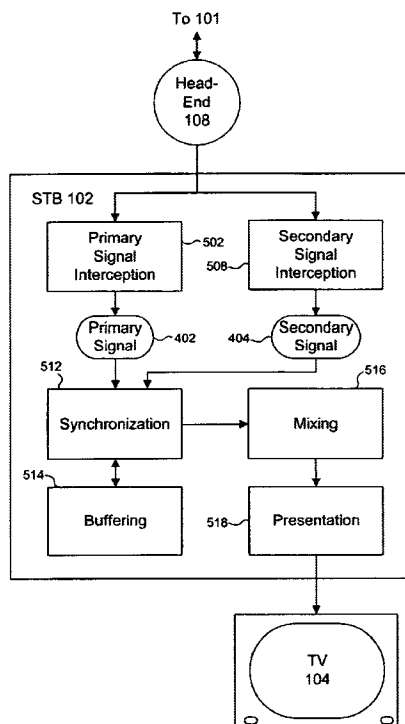 To 101
Head-
End
108
STB 102
Primary
Signal
Interception
502
Secondary
Signal
Interception
508
Primary
Signal
402
404
Secondary
Signal
512
516
Synchronization
Mixing
514
Buffering
518
Presentation
TV
104